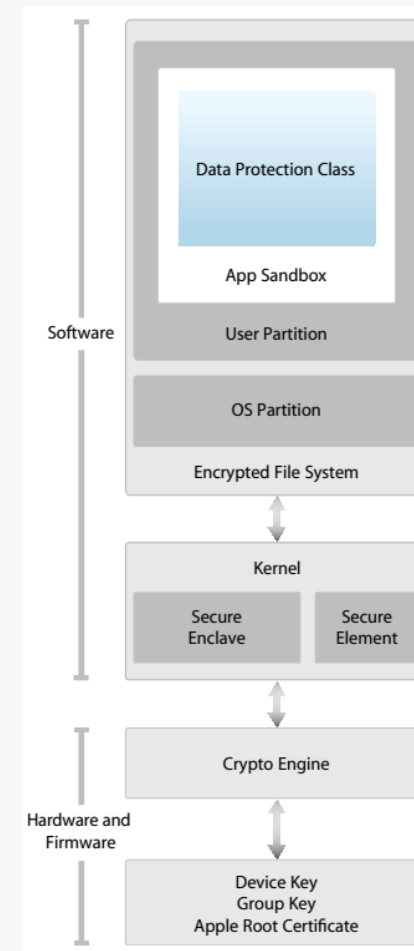 Data Protection Class
App Sandbox
User Partition
OS Partition
Encrypted File System
Software
Kernel
Secure
Enclave
Secure
Element
Crypto Engine
Hardware and
Firmware
Device Key
Group Key
Apple Root Certificate